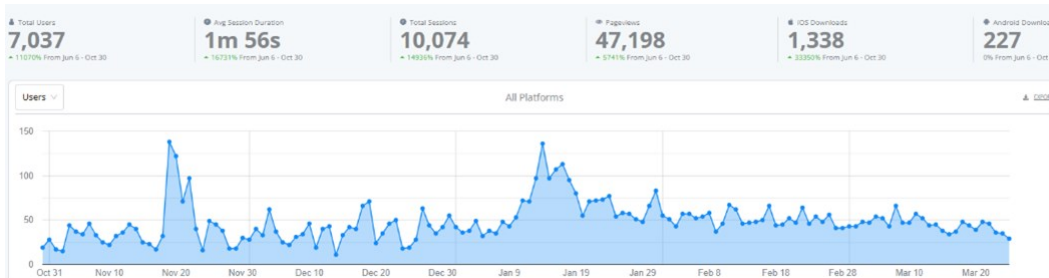 Total Users
7,037
11070% From Jun 6 - Oct 30
Avg Session Duration
1m 56s
16731% From Jun 6 - Oct 30
Total Sessions
10,074
14936% From Jun 6 - Oct 30
Pageviews
47,198
5741% From Jun 6 - Oct 30
iOS Downloads
1,338
33350% From Jun 6 - Oct 30
Android Downloa
227
0% From Jun 6 - Oct
Users
All Platforms
150
100
50
0
Oct 31 Nov 10 Nov 20 Nov 30 Dec 10 Dec 20 Dec 30 Jan 9 Jan 19 Jan 29 Feb 8 Feb 18 Feb 28 Mar 10 Mar 20